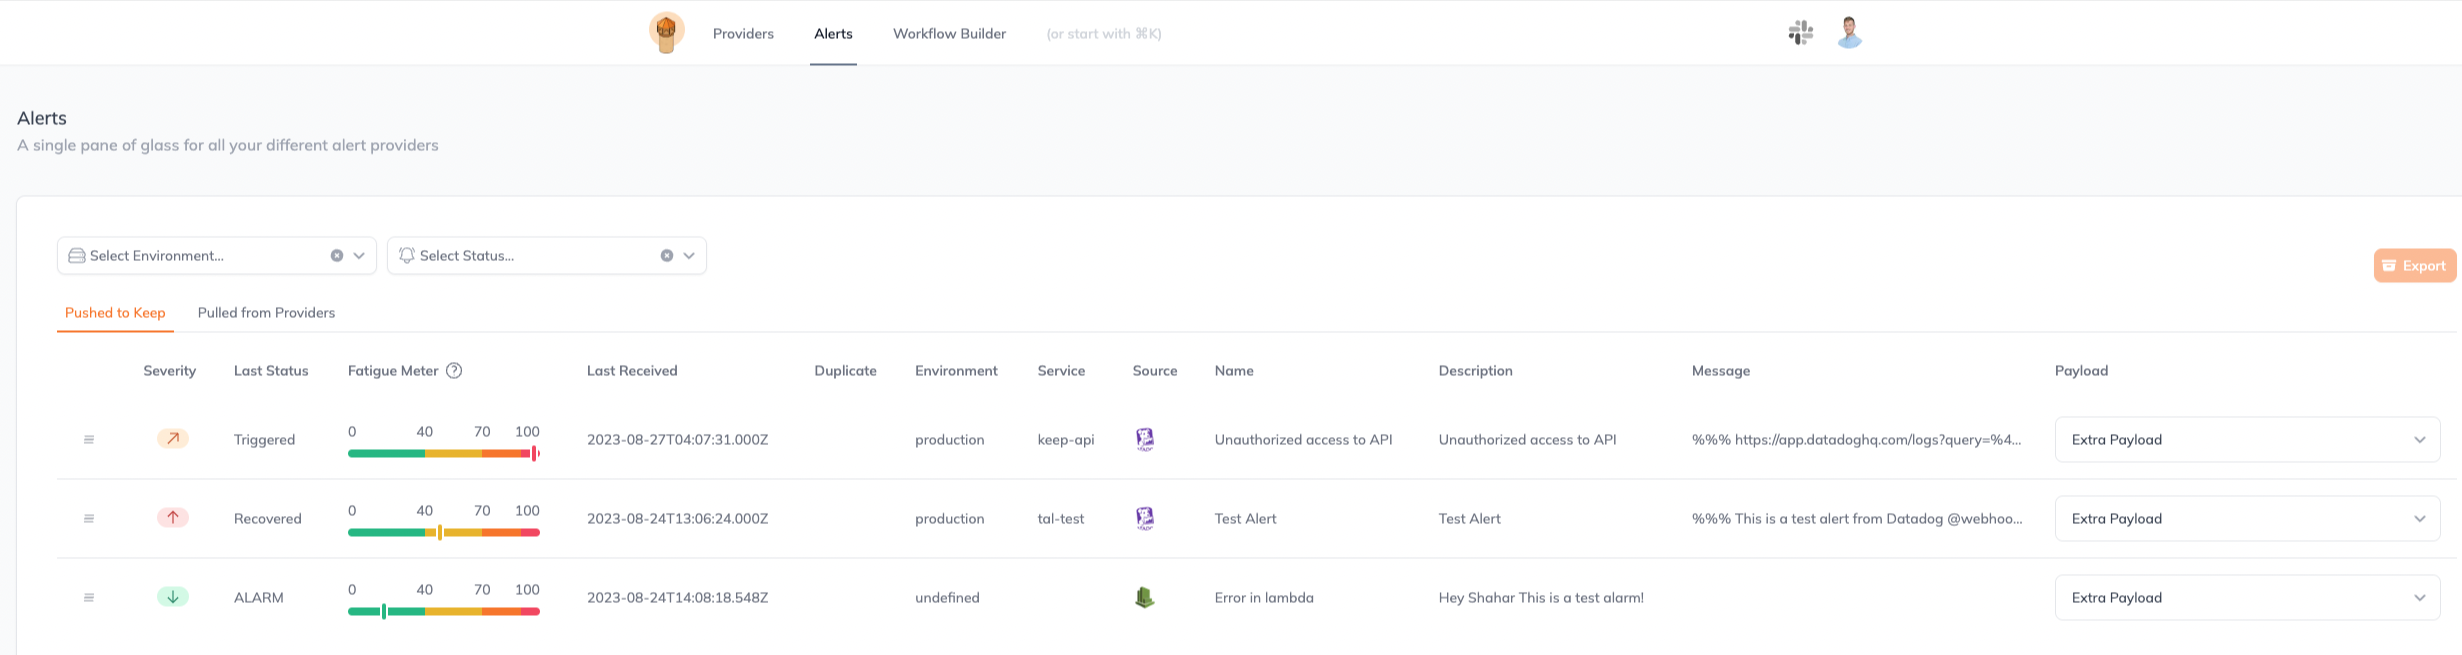 Providers
Alerts
Workflow Builder
(or start with ⌘K)
Alerts
A single pane of glass for all your different alert providers
Select Environment...
Select Status...
Export
Pushed to Keep
Pulled from Providers
Severity Last Status Fatigue Meter ? Last Received Duplicate Environment Service Source Name Description Message Payload
0 40 70 100
Triggered 2023-08-27T04:07:31.000Z production keep-api Unauthorized access to API Unauthorized access to API %%% https://app.datadoghq.com/logs?query=%4... Extra Payload
0 40 70 100
Recovered 2023-08-24T13:06:24.000Z production tal-test Test Alert Test Alert %%% This is a test alert from Datadog @webhoo... Extra Payload
0 40 70 100
ALARM 2023-08-24T14:08:18.548Z undefined Error in lambda Hey Shahar This is a test alarm! Extra Payload